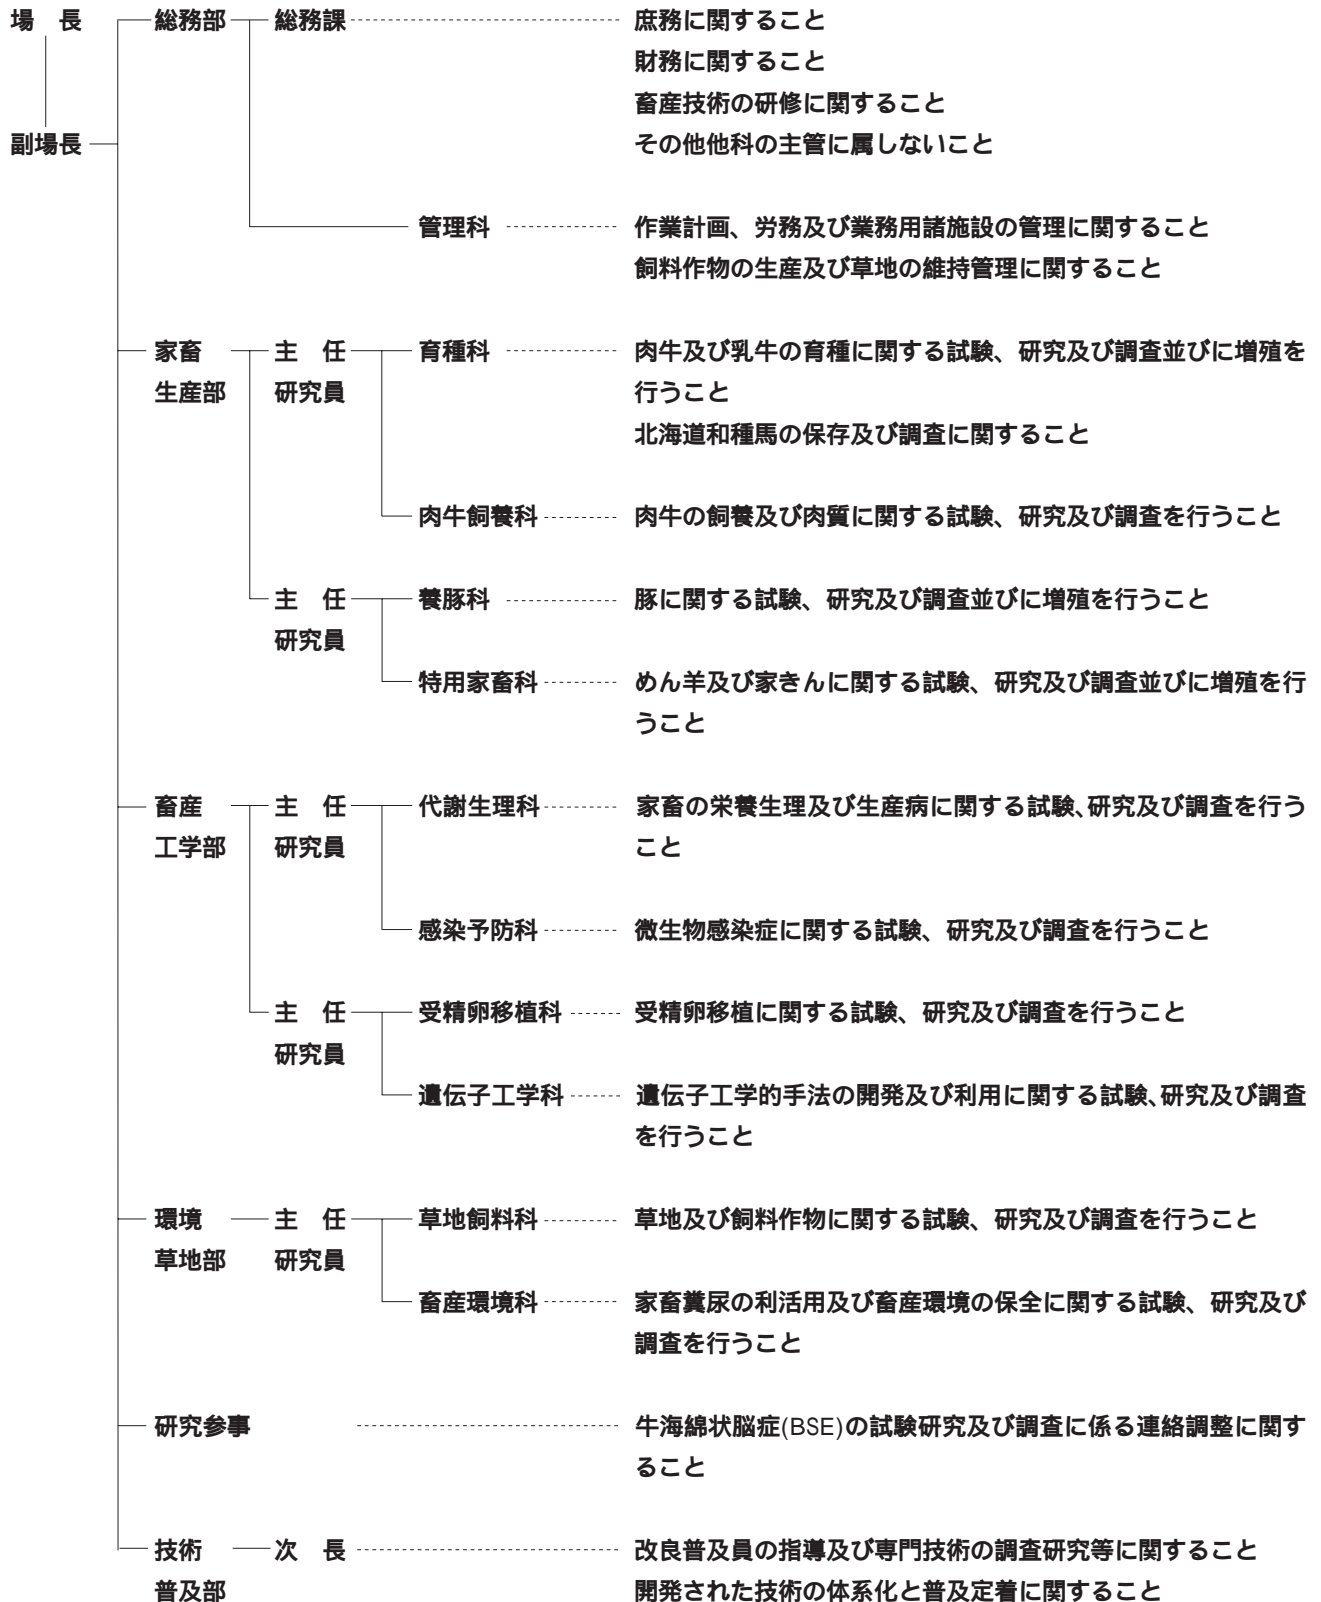 場　長 総務部 総務課 庶務に関すること
財務に関すること
畜産技術の研修に関すること
副場長 その他他科の主管に属しないこと
管理科 作業計画、労務及び業務用諸施設の管理に関すること
飼料作物の生産及び草地の維持管理に関すること
家畜 主　任 育種科 肉牛及び乳牛の育種に関する試験、研究及び調査並びに増殖を
生産部 研究員 行うこと
北海道和種馬の保存及び調査に関すること
肉牛飼養科 肉牛の飼養及び肉質に関する試験、研究及び調査を行うこと
主　任 養豚科 豚に関する試験、研究及び調査並びに増殖を行うこと
研究員
特用家畜科 めん羊及び家きんに関する試験、研究及び調査並びに増殖を行
うこと
畜産 主　任 代謝生理科 家畜の栄養生理及び生産病に関する試験、研究及び調査を行う
工学部 研究員 こと
感染予防科 微生物感染症に関する試験、研究及び調査を行うこと
主　任 受精卵移植科 受精卵移植に関する試験、研究及び調査を行うこと
研究員
遺伝子工学科 遺伝子工学的手法の開発及び利用に関する試験、研究及び調査
を行うこと
環境 主　任 草地飼料科 草地及び飼料作物に関する試験、研究及び調査を行うこと
草地部 研究員
畜産環境科 家畜糞尿の利活用及び畜産環境の保全に関する試験、研究及び
調査を行うこと
研究参事 牛海綿状脳症(BSE)の試験研究及び調査に係る連絡調整に関す
ること
技術 次　長 改良普及員の指導及び専門技術の調査研究等に関すること
普及部 開発された技術の体系化と普及定着に関すること